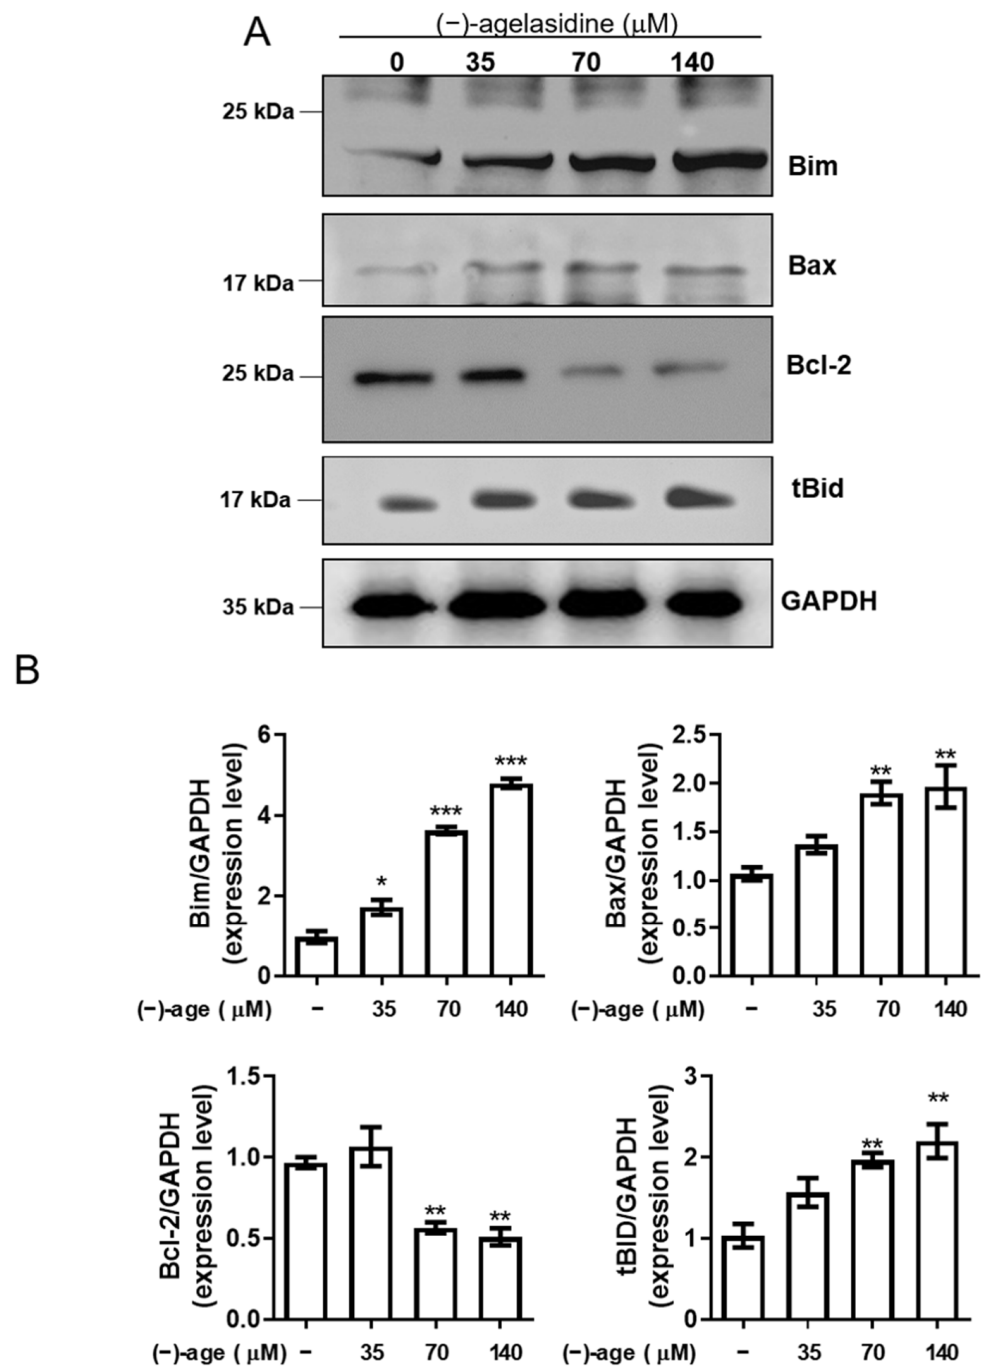 A
(−)-agelasidine (μM)
0 35 70 140
25 kDa
Bim
Bax
17 kDa
Bcl-2
25 kDa
tBid
17 kDa
GAPDH
35 kDa
B
Bim/GAPDH
(expression level)
6
4
2
0
*
***
***
(−)-age ( μM) − 35 70 140
Bax/GAPDH
(expression level)
2.5
2.0
1.5
1.0
0.5
0.0
**
**
(−)-age ( μM) − 35 70 140
Bcl-2/GAPDH
(expression level)
1.5
1.0
0.5
0.0
**
**
(−)-age ( μM) − 35 70 140
tBID/GAPDH
(expression level)
3
2
1
0
**
**
(−)-age ( μM) − 35 70 140